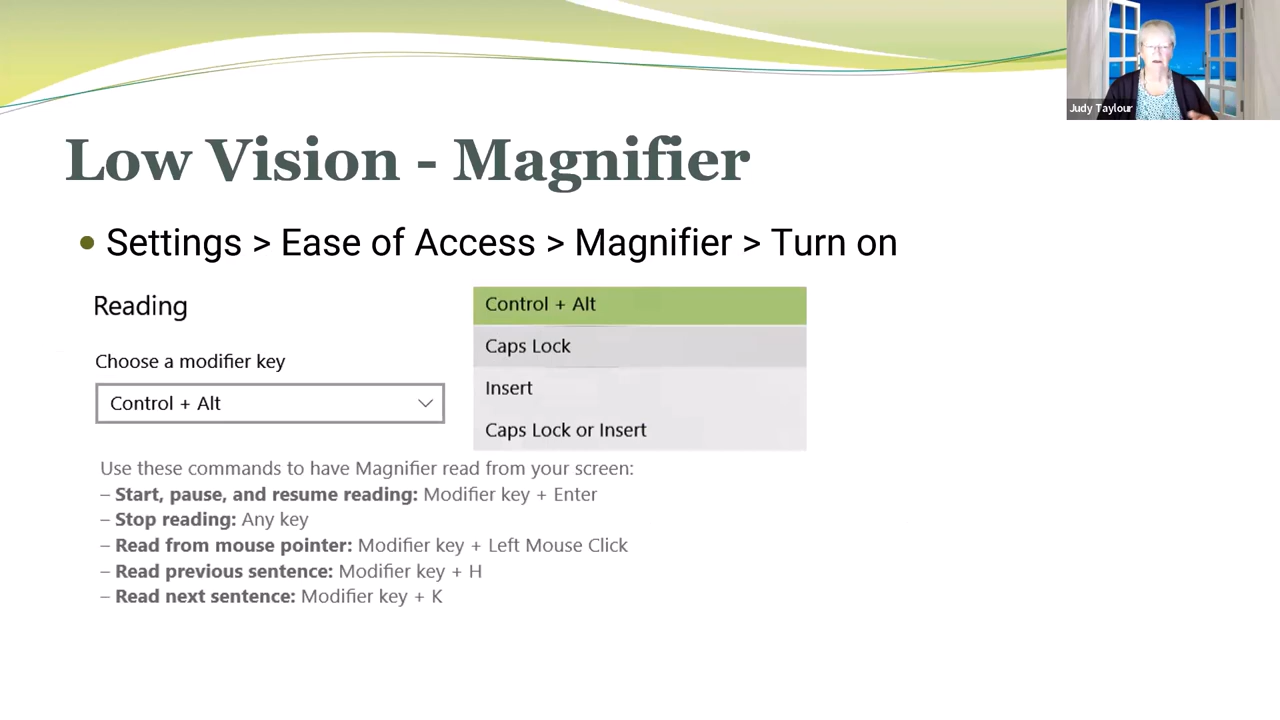 Judy Taylour
Low Vision - Magnifier
• Settings > Ease of Access > Magnifier > Turn on
Reading
Choose a modifier key
Control + Alt
Control + Alt
Caps Lock
Insert
Caps Lock or Insert
Use these commands to have Magnifier read from your screen:
– Start, pause, and resume reading: Modifier key + Enter
– Stop reading: Any key
– Read from mouse pointer: Modifier key + Left Mouse Click
– Read previous sentence: Modifier key + H
– Read next sentence: Modifier key + K